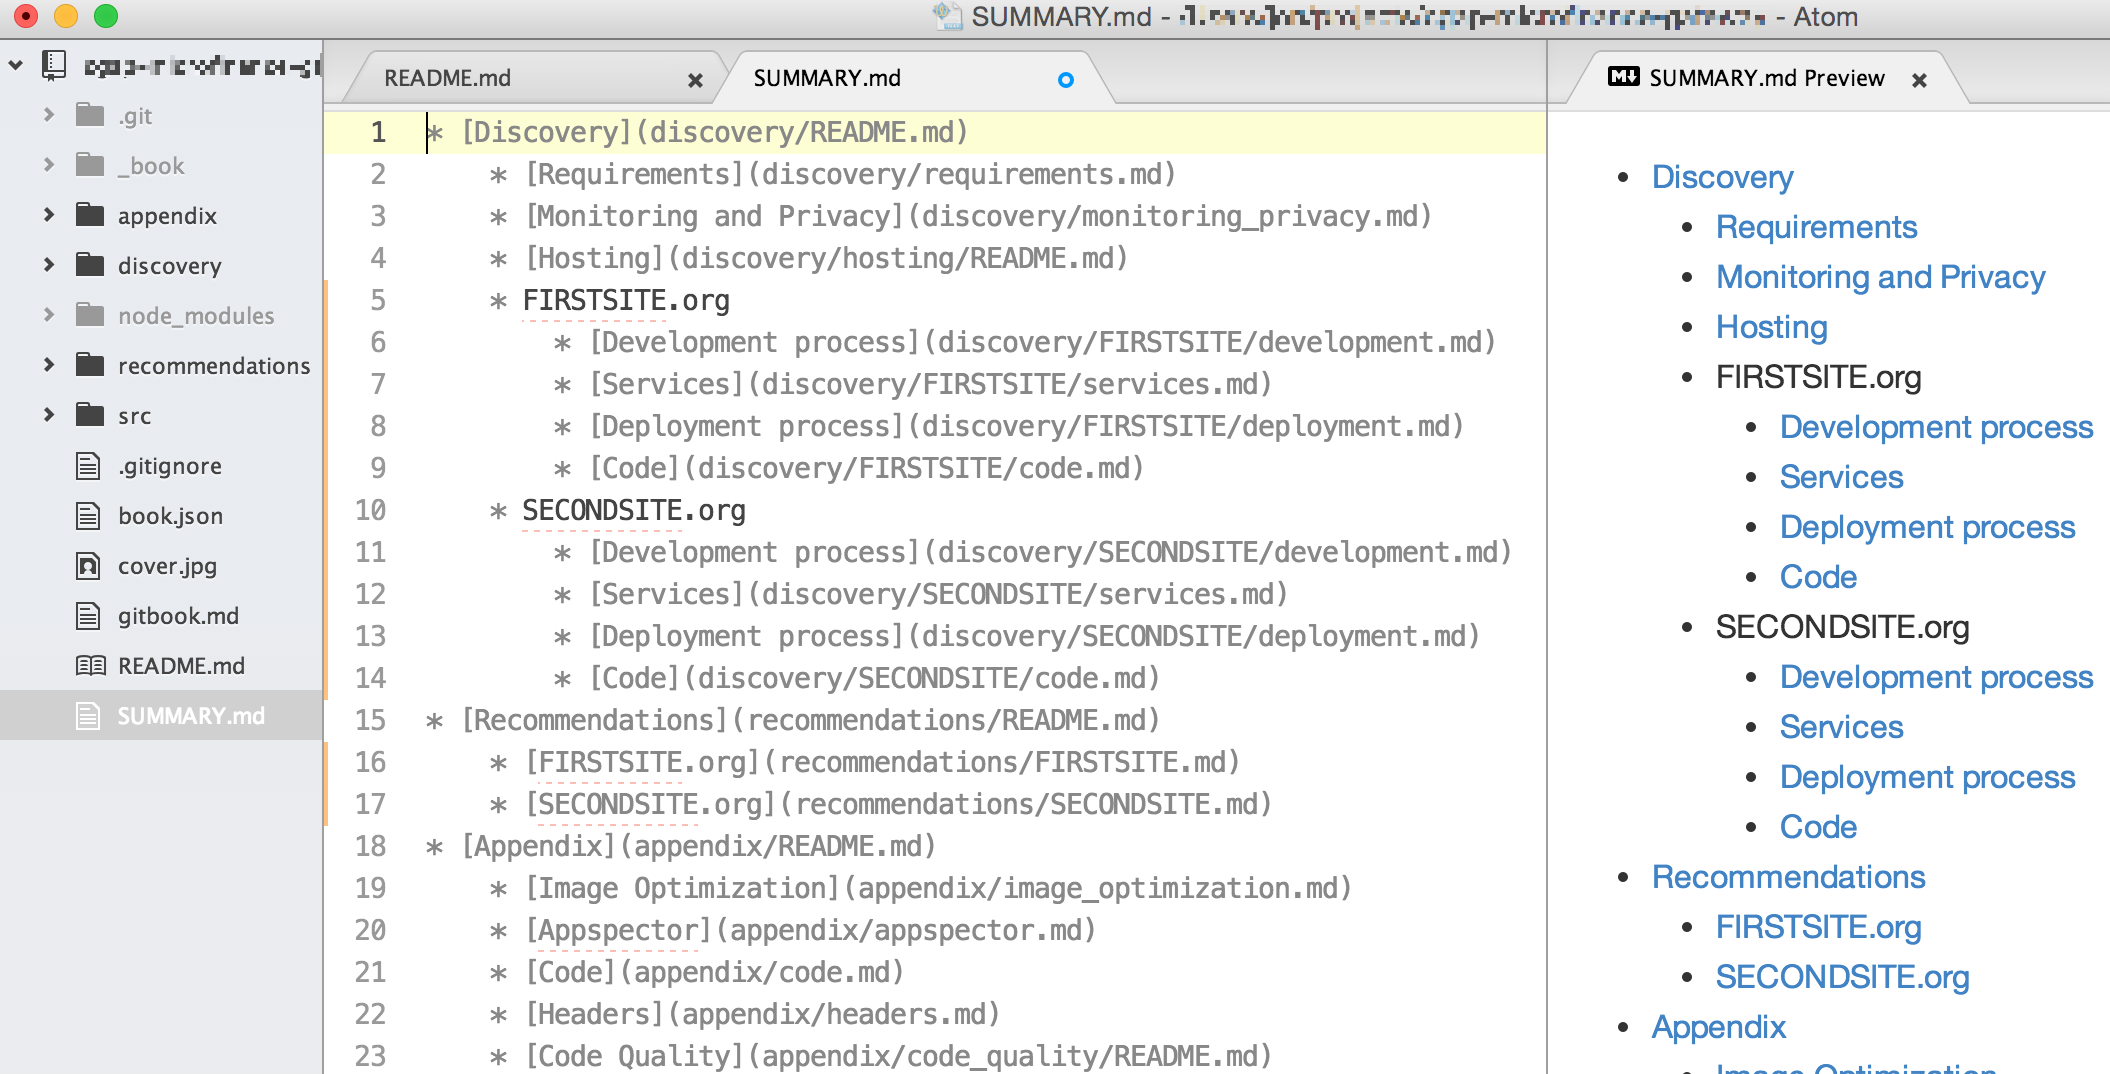 SUMMARY.md - - Atom
.git
_book
appendix
discovery
node_modules
recommendations
src
.gitignore
book.json
cover.jpg
gitbook.md
README.md
SUMMARY.md
README.md
SUMMARY.md
1 * [Discovery](discovery/README.md)
2 * [Requirements](discovery/requirements.md)
3 * [Monitoring and Privacy](discovery/monitoring_privacy.md)
4 * [Hosting](discovery/hosting/README.md)
5 * FIRSTSITE.org
6 * [Development process](discovery/FIRSTSITE/development.md)
7 * [Services](discovery/FIRSTSITE/services.md)
8 * [Deployment process](discovery/FIRSTSITE/deployment.md)
9 * [Code](discovery/FIRSTSITE/code.md)
10 * SECONDSITE.org
11 * [Development process](discovery/SECONDSITE/development.md)
12 * [Services](discovery/SECONDSITE/services.md)
13 * [Deployment process](discovery/SECONDSITE/deployment.md)
14 * [Code](discovery/SECONDSITE/code.md)
15 * [Recommendations](recommendations/README.md)
16 * [FIRSTSITE.org](recommendations/FIRSTSITE.md)
17 * [SECONDSITE.org](recommendations/SECONDSITE.md)
18 * [Appendix](appendix/README.md)
19 * [Image Optimization](appendix/image_optimization.md)
20 * [Appspector](appendix/appspector.md)
21 * [Code](appendix/code.md)
22 * [Headers](appendix/headers.md)
23 * [Code Quality](appendix/code_quality/README.md)
M↓ SUMMARY.md Preview
• Discovery
• Requirements
• Monitoring and Privacy
• Hosting
• FIRSTSITE.org
• Development process
• Services
• Deployment process
• Code
• SECONDSITE.org
• Development process
• Services
• Deployment process
• Code
• Recommendations
• FIRSTSITE.org
• SECONDSITE.org
• Appendix
• Image Optimization